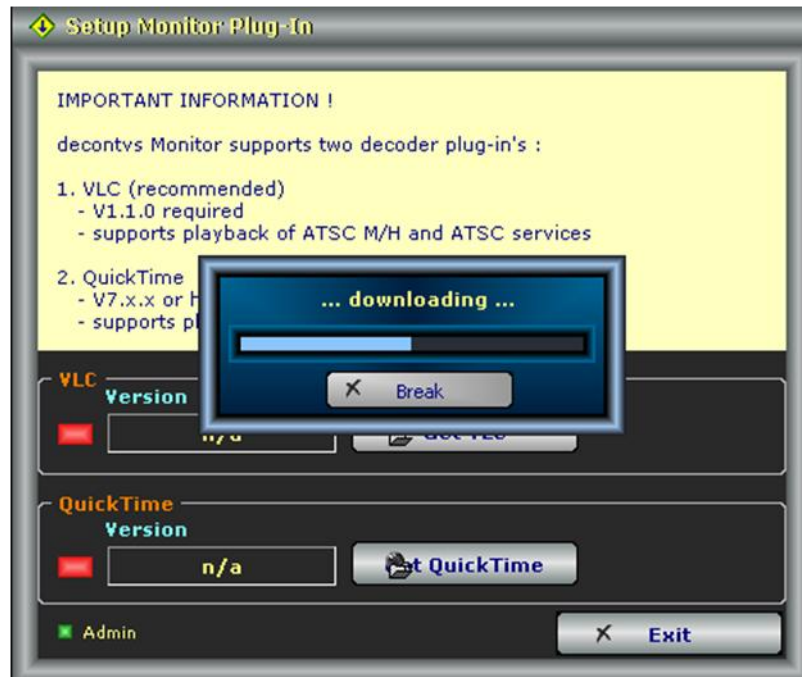 Setup Monitor Plug-In
IMPORTANT INFORMATION !
decontvs Monitor supports two decoder plug-in's :
1. VLC (recommended)
- V1.1.0 required
- supports playback of ATSC M/H and ATSC services
2. QuickTime
- V7.x.x or
- supports
... downloading ...
Break
VLC
Version
n/a
QuickTime
Version
n/a
QuickTime
Admin
Exit